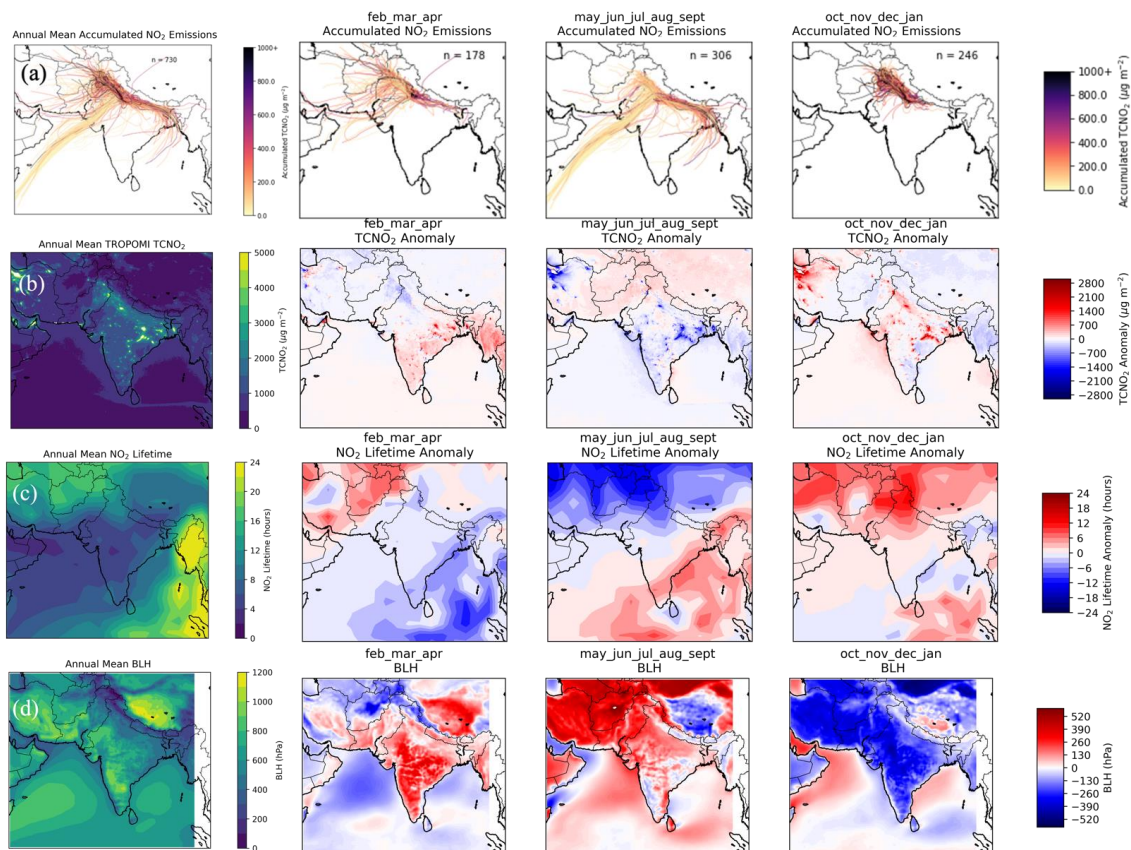 feb_mar_apr
may_jun_jul_aug_sept
oct_nov_dec_jan
Annual Mean Accumulated NO₂ Emissions
Accumulated NO₂ Emissions
Accumulated NO₂ Emissions
Accumulated NO₂ Emissions
(a)
n = 730
1000+
800.0
600.0
400.0
200.0
0.0
Accumulated TCNO₂ (μg m⁻²)
n = 178
n = 306
n = 246
1000+
800.0
600.0
400.0
200.0
0.0
Accumulated TCNO₂ (μg m⁻²)
feb_mar_apr
may_jun_jul_aug_sept
oct_nov_dec_jan
Annual Mean TROPOMI TCNO₂
TCNO₂ Anomaly
TCNO₂ Anomaly
TCNO₂ Anomaly
(b)
5000
4000
3000
2000
1000
0
TCNO₂ (μg m⁻²)
2800
2100
1400
700
0
−700
−1400
−2100
−2800
TCNO₂ Anomaly (μg m⁻²)
feb_mar_apr
may_jun_jul_aug_sept
oct_nov_dec_jan
Annual Mean NO₂ Lifetime
NO₂ Lifetime Anomaly
NO₂ Lifetime Anomaly
NO₂ Lifetime Anomaly
(c)
24
20
16
12
8
4
0
NO₂ Lifetime (hours)
24
18
12
6
0
−6
−12
−18
−24
NO₂ Lifetime Anomaly (hours)
feb_mar_apr
may_jun_jul_aug_sept
oct_nov_dec_jan
Annual Mean BLH
BLH
BLH
BLH
(d)
1200
1000
800
600
400
200
0
BLH (hPa)
520
390
260
130
0
−130
−260
−390
−520
BLH (hPa)